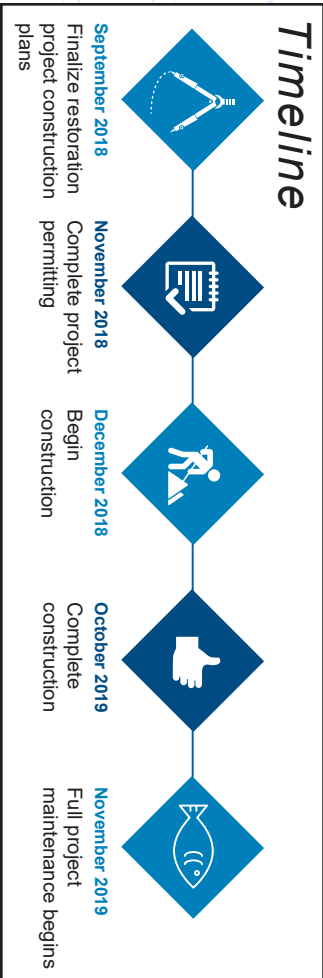 Timeline
September 2018
Finalize restoration
project construction
plans
November 2018
Complete project
permitting
December 2018
Begin
construction
October 2019
Complete
construction
November 2019
Full project
maintenance begins